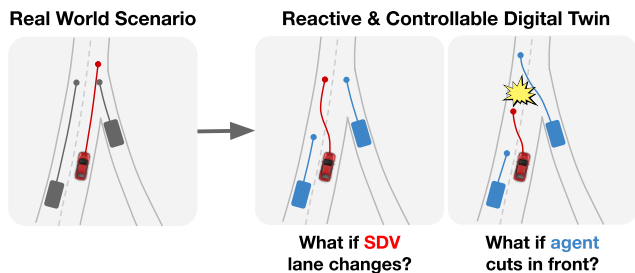 Real World Scenario
Reactive & Controllable Digital Twin
What if SDV
lane changes?
What if agent
cuts in front?